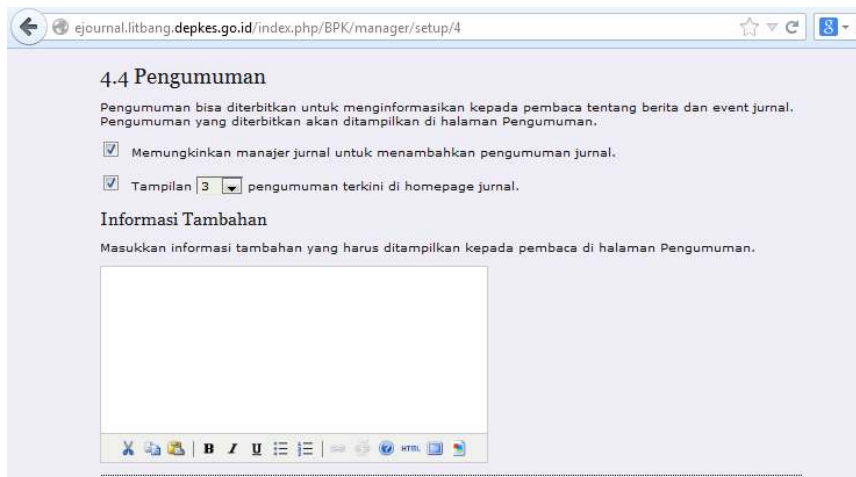 ejournal.litbang.depkes.go.id/index.php/BPK/manager/setup/4
4.4 Pengumuman
Pengumuman bisa diterbitkan untuk menginformasikan kepada pembaca tentang berita dan event jurnal.
Pengumuman yang diterbitkan akan ditampilkan di halaman Pengumuman.
Memungkinkan manajer jurnal untuk menambahkan pengumuman jurnal.
Tampilan 3 pengumuman terkini di homepage jurnal.
Informasi Tambahan
Masukkan informasi tambahan yang harus ditampilkan kepada pembaca di halaman Pengumuman.
B I U HTML